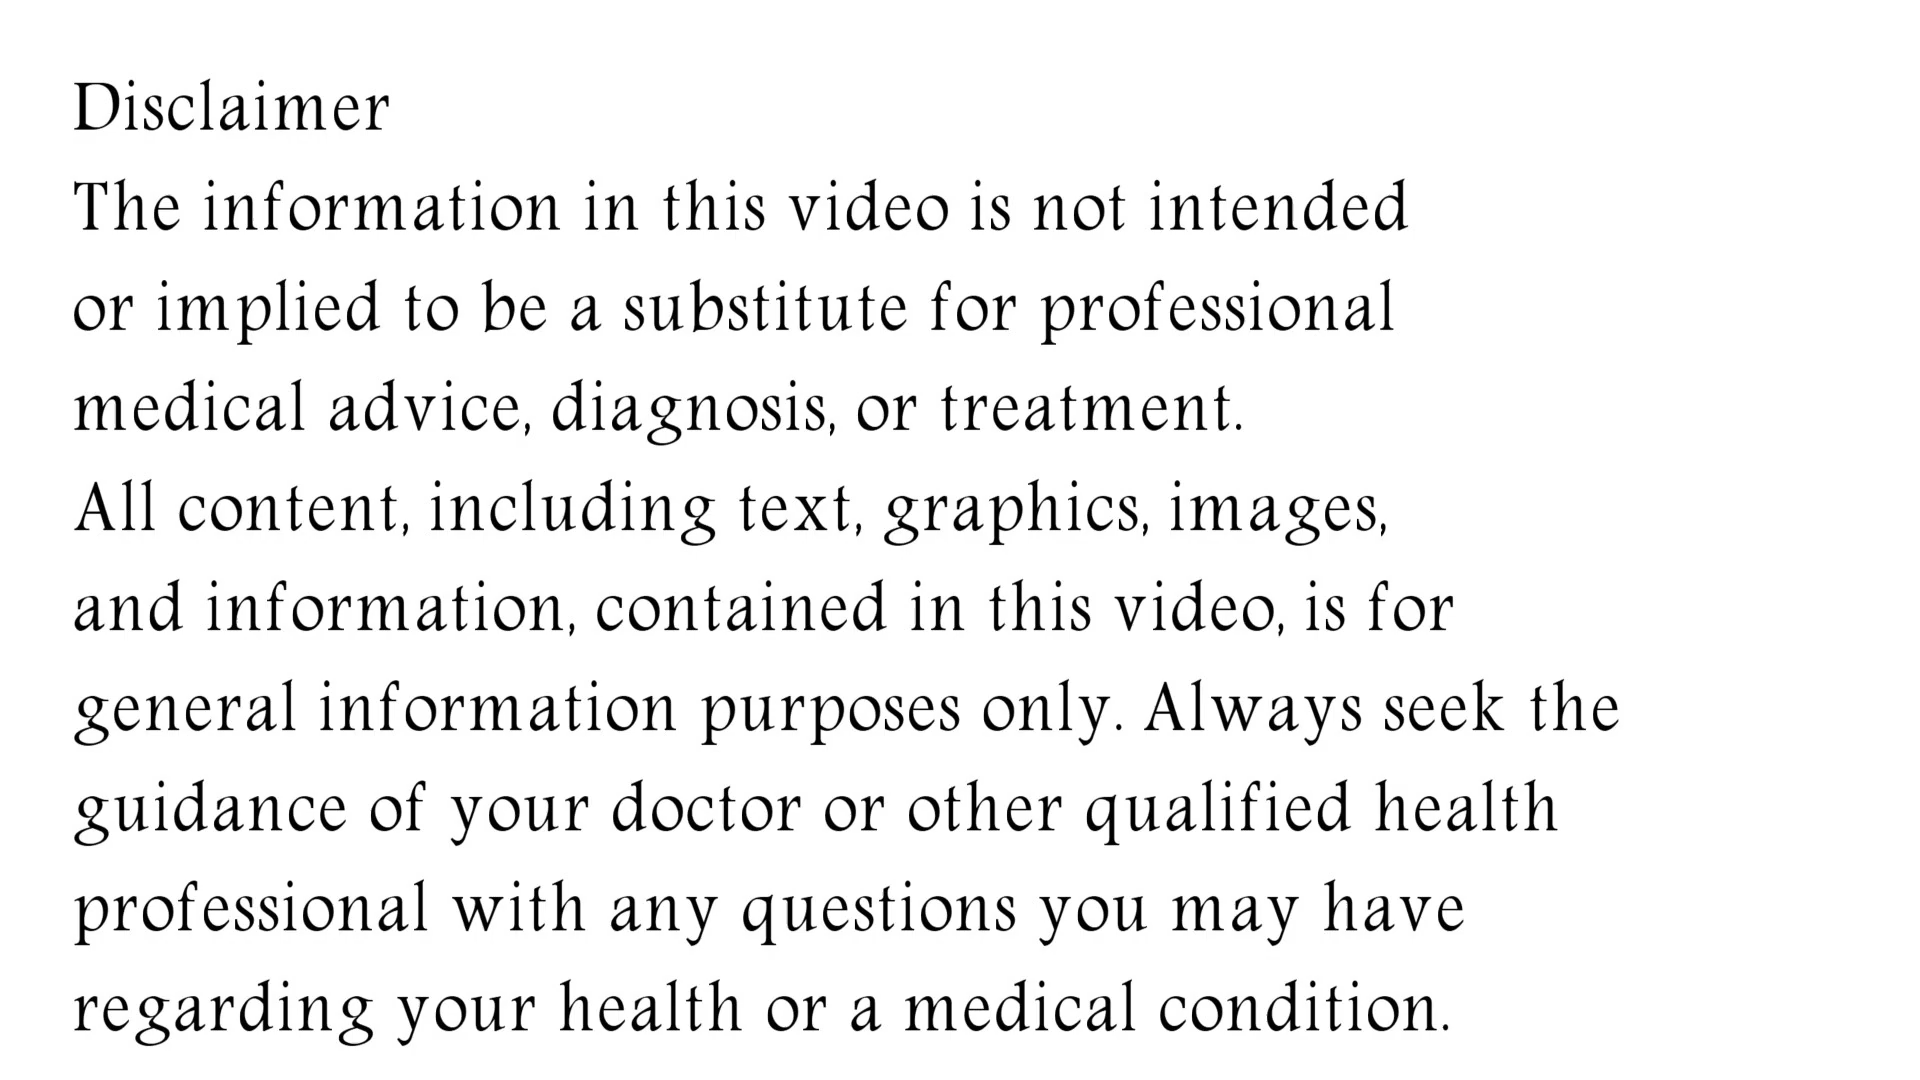 Disclaimer
The information in this video is not intended
or implied to be a substitute for professional
medical advice, diagnosis, or treatment.
All content, including text, graphics, images,
and information, contained in this video, is for
general information purposes only. Always seek the
guidance of your doctor or other qualified health
professional with any questions you may have
regarding your health or a medical condition.